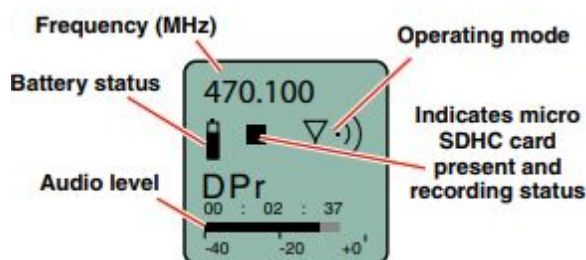 Frequency (MHz)
Operating mode
Battery status
470.100
Indicates micro
SDHC card
present and
recording status
Audio level
DPr
00 : 02 : 37
-40 -20 +0